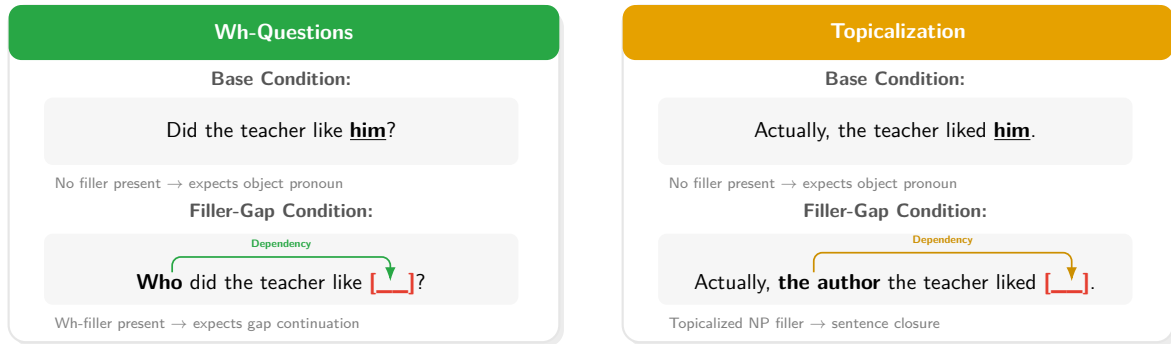 Wh-Questions
Base Condition:
Did the teacher like him?
No filler present → expects object pronoun
Filler-Gap Condition:
Dependency
Who did the teacher like [__]?
Wh-filler present → expects gap continuation
Topicalization
Base Condition:
Actually, the teacher liked him.
No filler present → expects object pronoun
Filler-Gap Condition:
Dependency
Actually, the author the teacher liked [__].
Topicalized NP filler → sentence closure